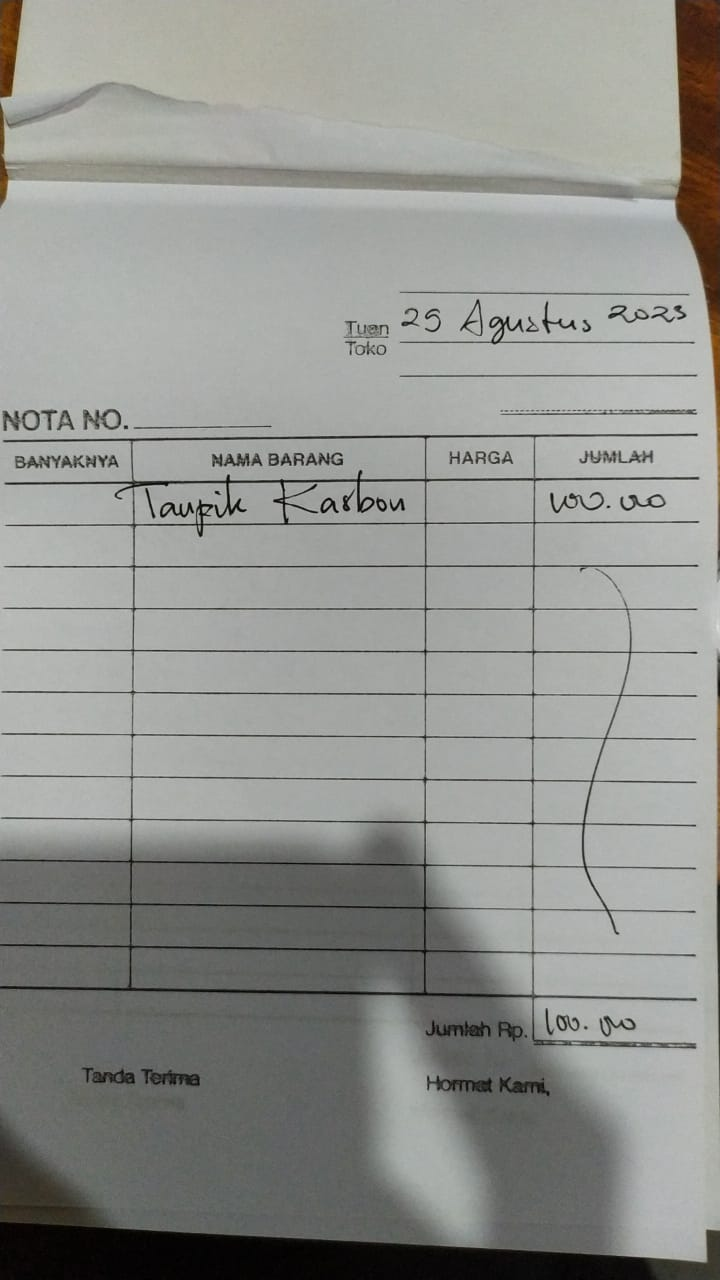 25 Agustus 2023
Tuan
Toko
NOTA NO.
BANYAKNYA NAMA BARANG HARGA JUMLAH
Taupik Kasbon 100.000
Jumlah Rp. 100.000
Tanda Terima Hormat Kami,